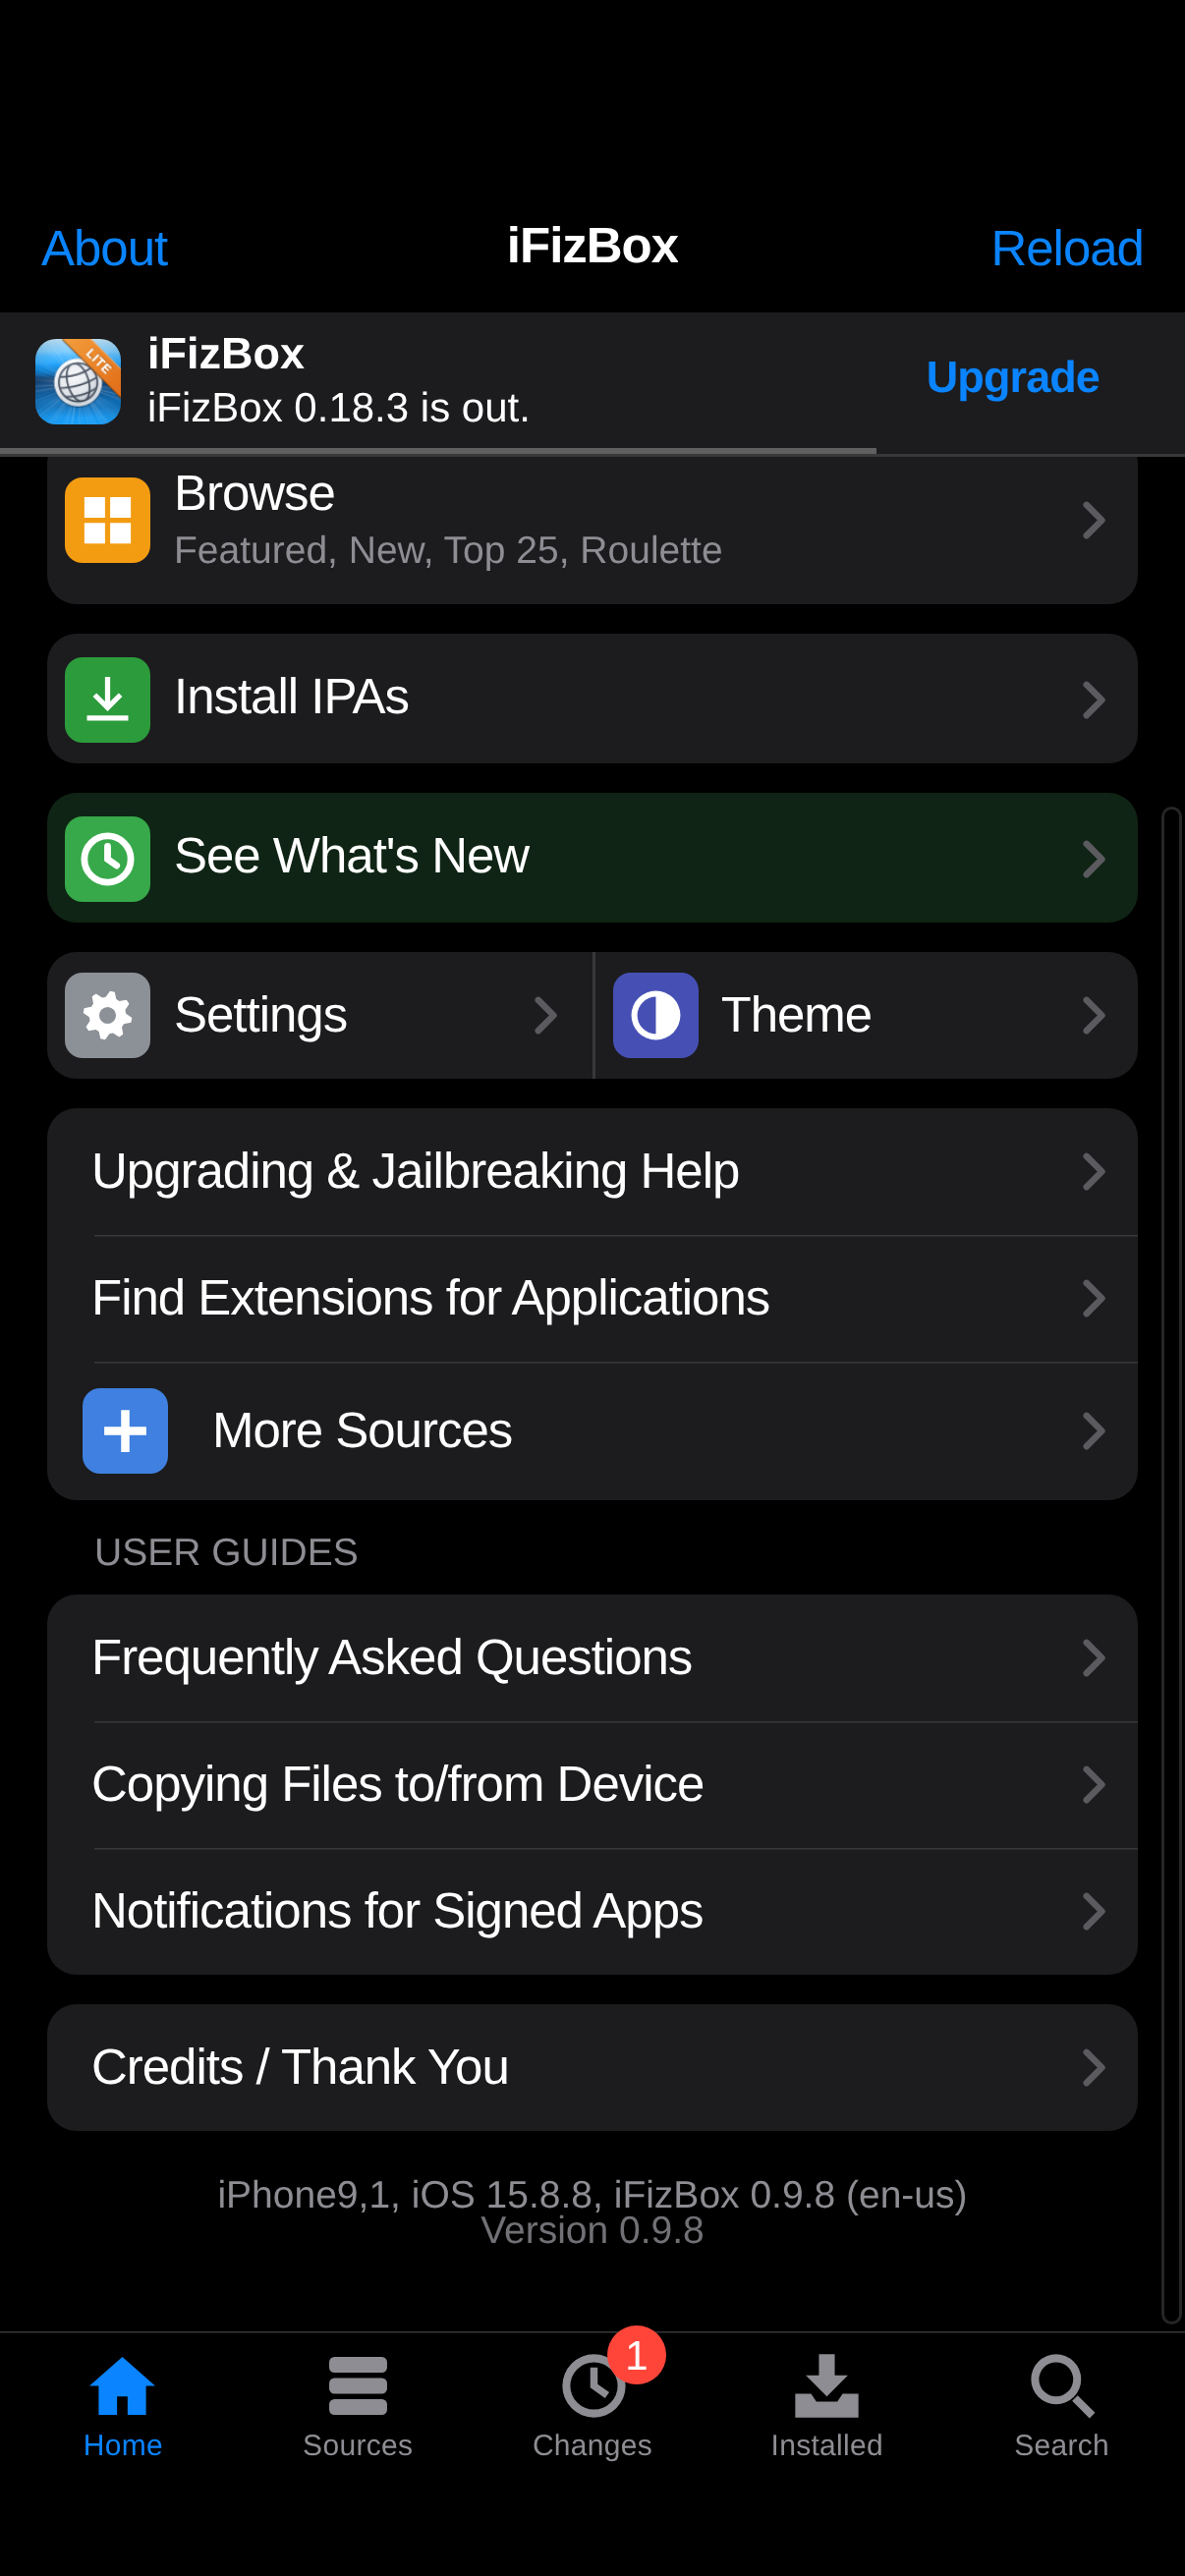 About
iFizBox
Reload
LITE
iFizBox
iFizBox 0.18.3 is out.
Upgrade
Browse
Featured, New, Top 25, Roulette
Install IPAs
See What's New
Settings
Theme
Upgrading & Jailbreaking Help
Find Extensions for Applications
More Sources
USER GUIDES
Frequently Asked Questions
Copying Files to/from Device
Notifications for Signed Apps
Credits / Thank You
iPhone9,1, iOS 15.8.8, iFizBox 0.9.8 (en-us)
Version 0.9.8
1
Home
Sources
Changes
Installed
Search